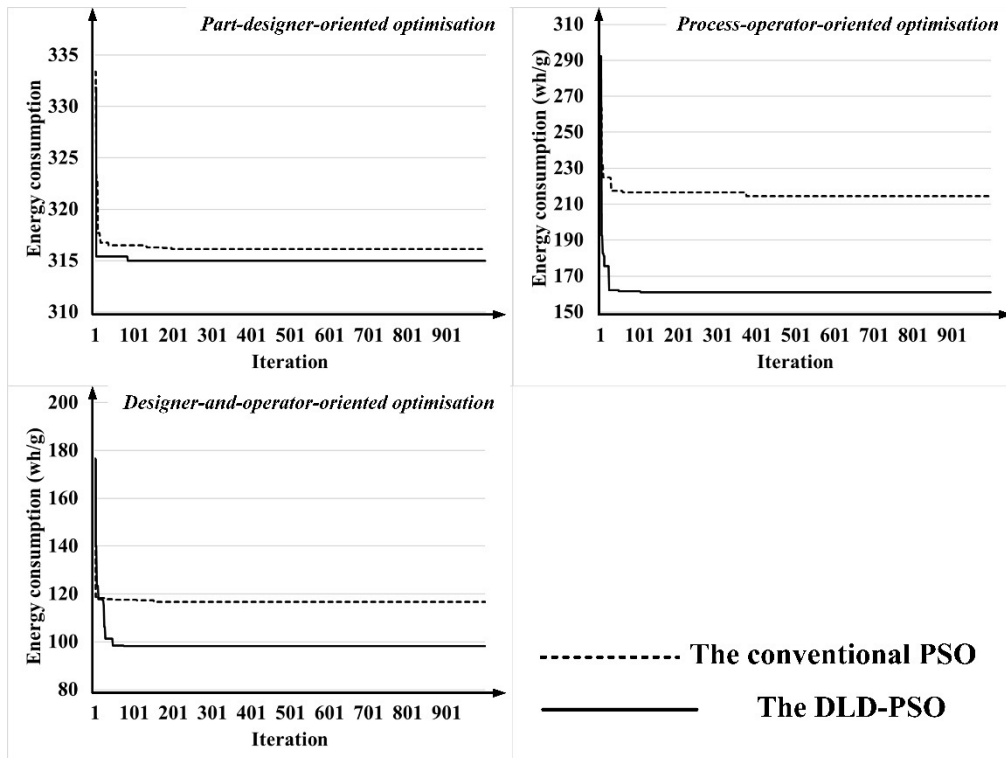 Part-designer-oriented optimisation
Energy consumption
335
330
325
320
315
310
1 101 201 301 401 501 601 701 801 901
Iteration
Process-operator-oriented optimisation
Energy consumption (wh/g)
310
290
270
250
230
210
190
170
150
1 101 201 301 401 501 601 701 801 901
Iteration
Designer-and-operator-oriented optimisation
Energy consumption (wh/g)
200
180
160
140
120
100
80
1 101 201 301 401 501 601 701 801 901
Iteration
The conventional PSO
The DLD-PSO